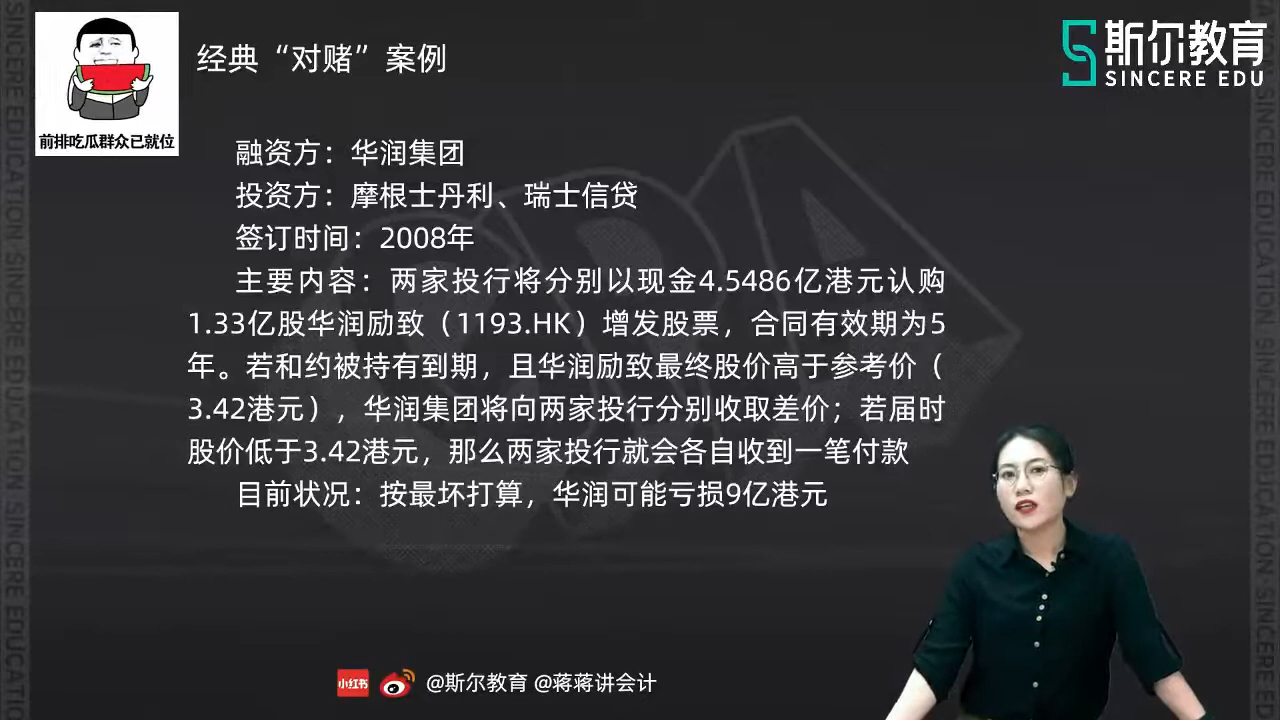 经典“对赌”案例
斯尔教育
SINCERE EDU
前排吃瓜群众已就位
融资方：华润集团
投资方：摩根士丹利、瑞士信贷
签订时间：2008年
主要内容：两家投行将分别以现金4.5486亿港元认购
1.33亿股华润励致（1193.HK）增发股票，合同有效期为5
年。若和约被持有到期，且华润励致最终股价高于参考价（
3.42港元），华润集团将向两家投行分别收取差价；若届时
股价低于3.42港元，那么两家投行就会各自收到一笔付款
目前状况：按最坏打算，华润可能亏损9亿港元
小红书 @斯尔教育 @蒋蒋讲会计
CPA
SINCERE EDUCATION
SINCERE EDUCATION